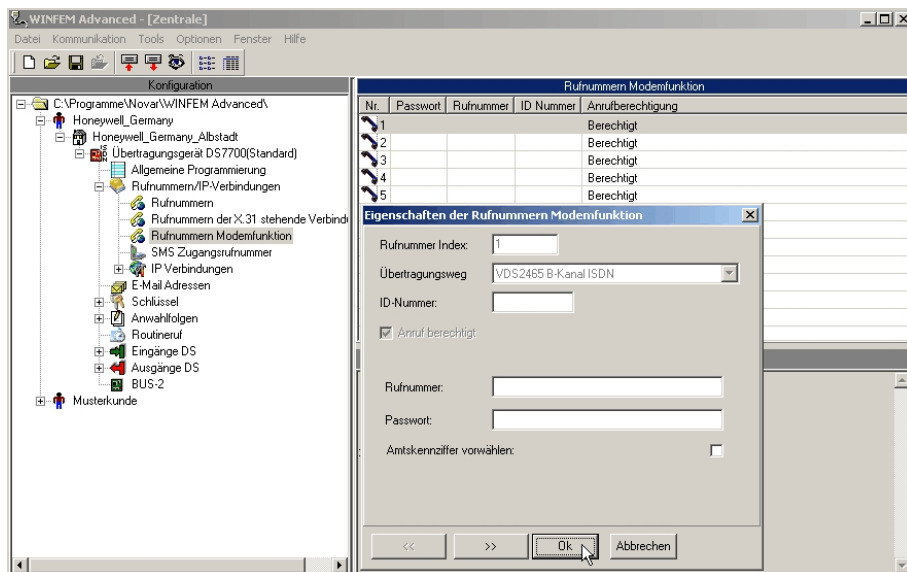 WINFEM Advanced - [Zentrale]
Datei Kommunikation Tools Optionen Fenster Hilfe
Konfiguration
C:\Programme\Novar\WINFEM Advanced\
Honeywell_Germany
Honeywell_Germany_Albstadt
Übertragungsgerät DS7700(Standard)
Allgemeine Programmierung
Rufnummern/IP-Verbindungen
Rufnummern
Rufnummern der X.31 stehende Verbind
Rufnummern Modemfunktion
SMS Zugangsrufnummer
IP Verbindungen
E-Mail Adressen
Schlüssel
Anwahlfolgen
Routineruf
Eingänge DS
Ausgänge DS
BUS-2
Musterkunde
Rufnummern Modemfunktion
Nr. Passwort Rufnummer ID Nummer Anrufberechtigung
1 Berechtigt
2 Berechtigt
3 Berechtigt
4 Berechtigt
5 Berechtigt
Eigenschaften der Rufnummern Modemfunktion
Rufnummer Index: 1
Übertragungsweg VDS2465 B-Kanal ISDN
ID-Nummer:
Anruf berechtigt
Rufnummer:
Passwort:
Amtskennziffer vorwählen:
<< >> Ok Abbrechen